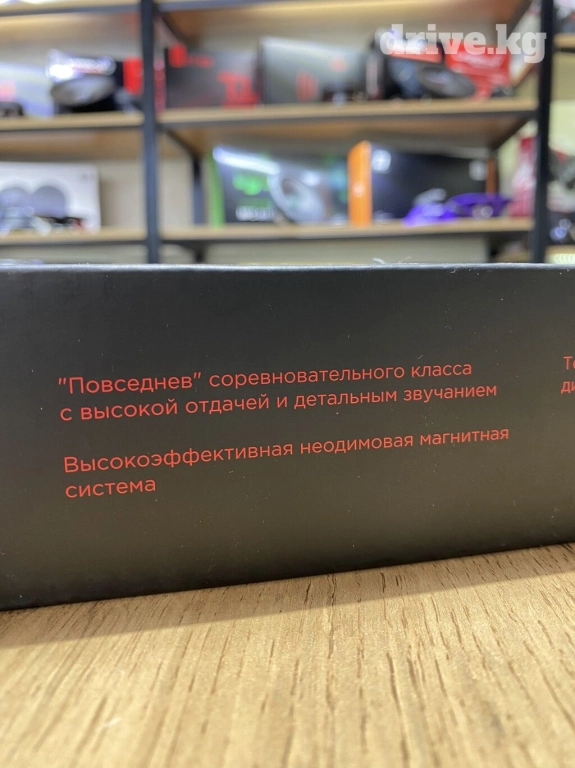 drive.kg
"Повседнев" соревновательного класса
с высокой отдачей и детальным звучанием
Высокоэффективная неодимовая магнитная
система